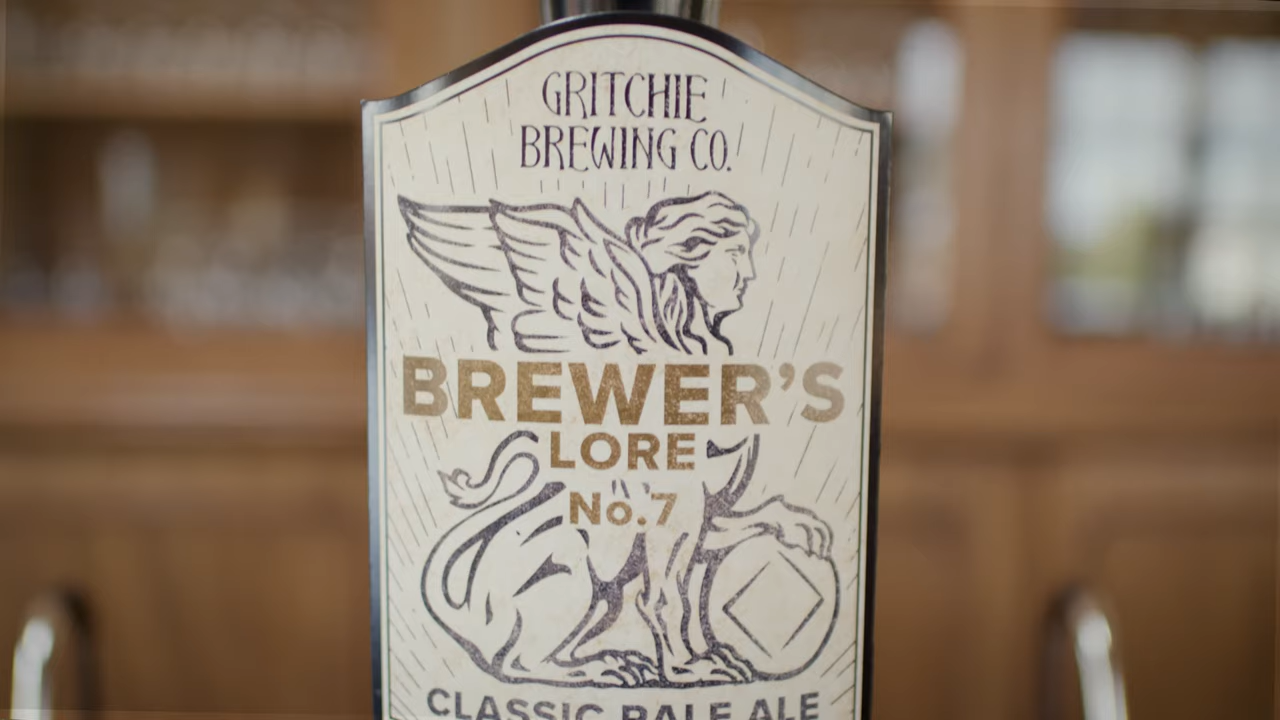 GRITCHIE
BREWING CO.
BREWER'S
LORE
No.7
CLASSIC PALE ALE